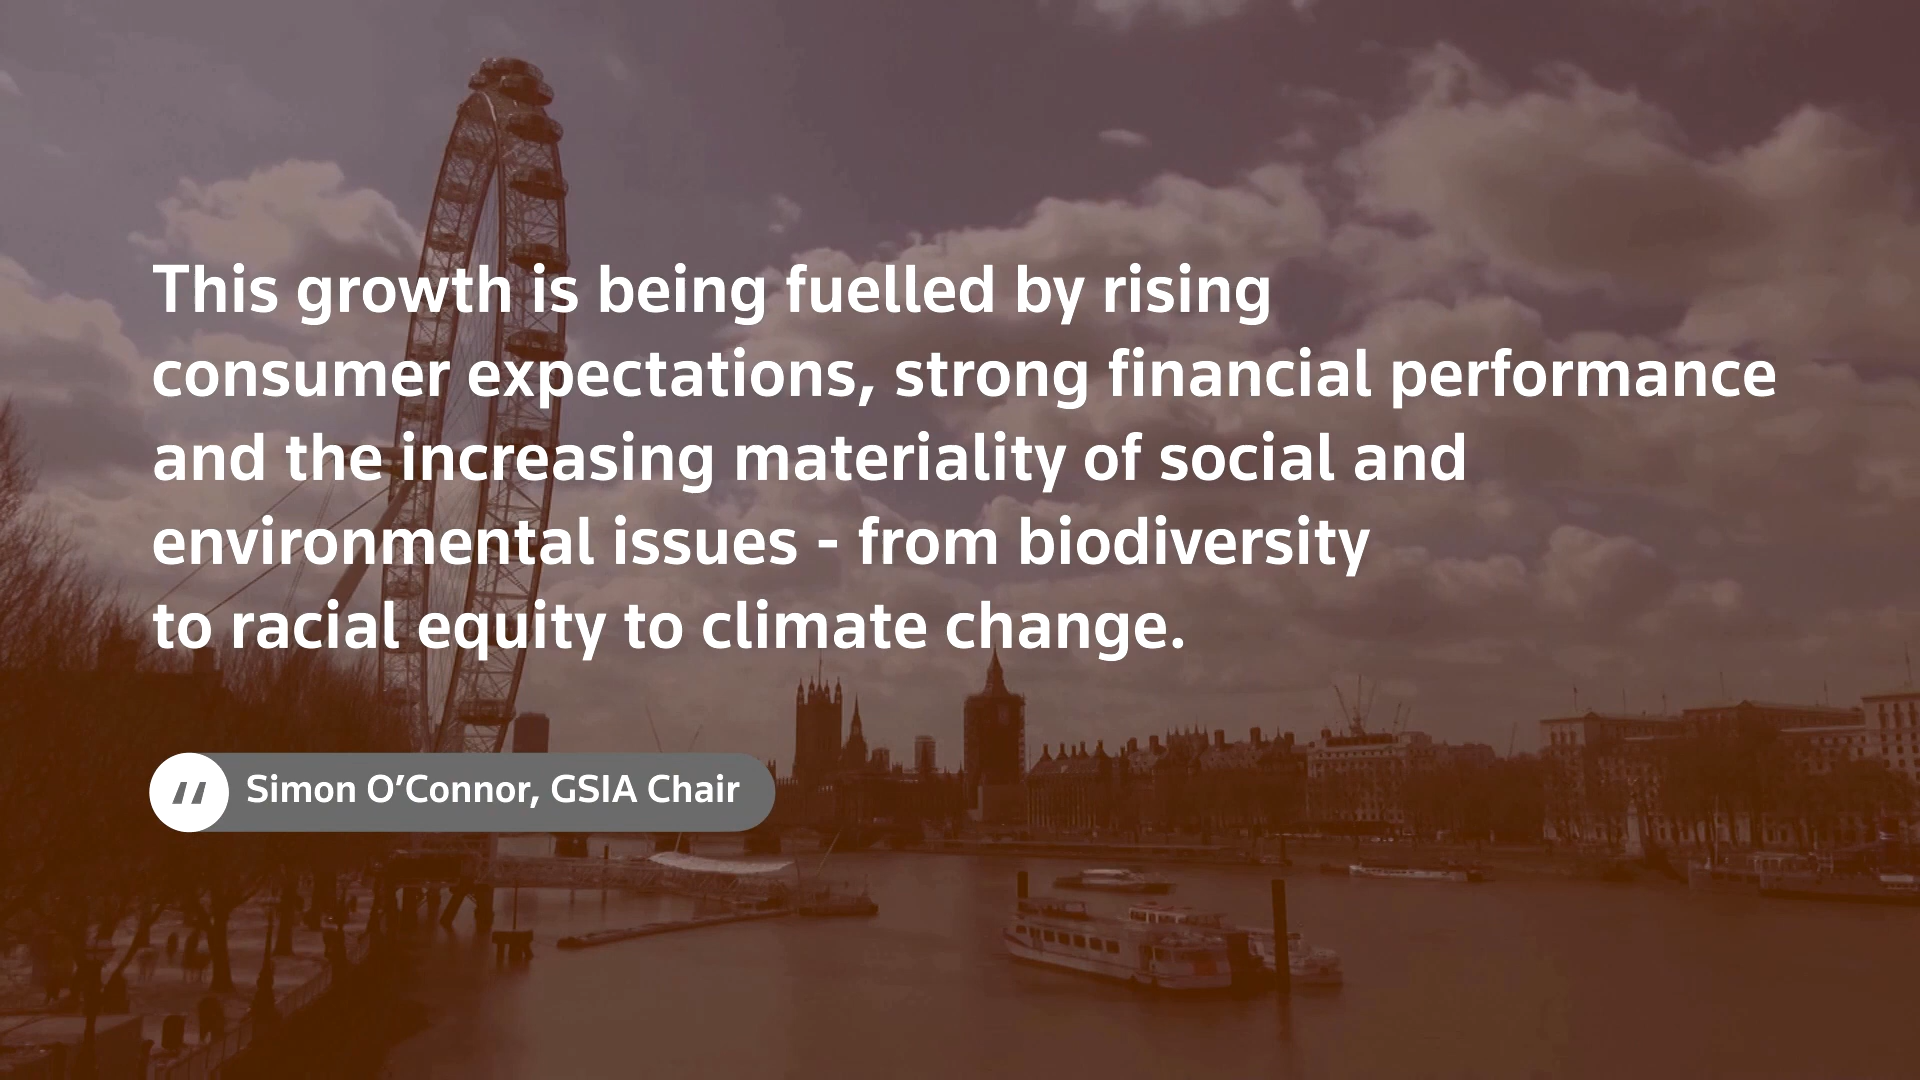 This growth is being fuelled by rising
consumer expectations, strong financial performance
and the increasing materiality of social and
environmental issues - from biodiversity
to racial equity to climate change.
Simon O’Connor, GSIA Chair